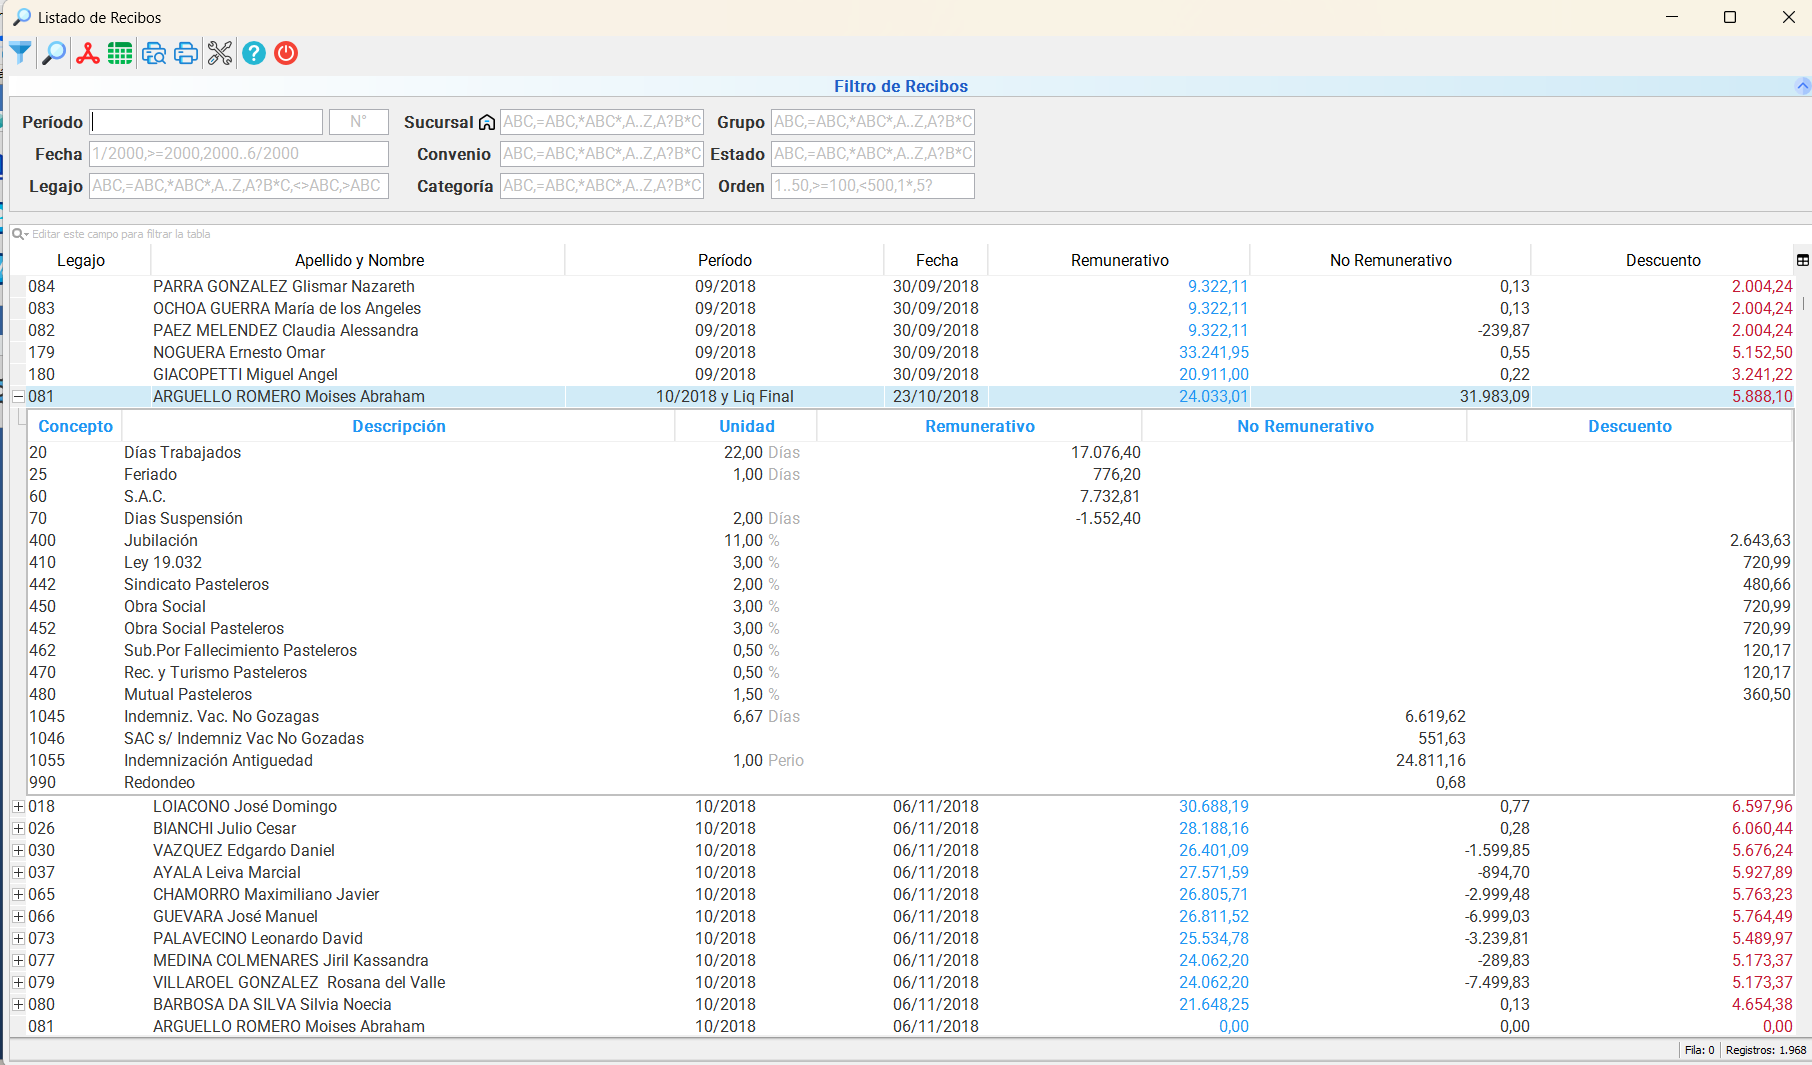 Listado de Recibos
Filtro de Recibos
Período N° Sucursal ABC,=ABC,*ABC*,A..Z,A?B*C Grupo ABC,=ABC,*ABC*,A..Z,A?B*C
Fecha 1/2000,>=2000,2000..6/2000 Convenio ABC,=ABC,*ABC*,A..Z,A?B*C Estado ABC,=ABC,*ABC*,A..Z,A?B*C
Legajo ABC,=ABC,*ABC*,A..Z,A?B*C,<>ABC,>ABC Categoría ABC,=ABC,*ABC*,A..Z,A?B*C Orden 1..50,>=100,<500,1*,5?
Editar este campo para filtrar la tabla
Legajo Apellido y Nombre Período Fecha Remunerativo No Remunerativo Descuento
084 PARRA GONZALEZ Glismar Nazareth 09/2018 30/09/2018 9.322,11 0,13 2.004,24
083 OCHOA GUERRA María de los Angeles 09/2018 30/09/2018 9.322,11 0,13 2.004,24
082 PAEZ MELENDEZ Claudia Alessandra 09/2018 30/09/2018 9.322,11 -239,87 2.004,24
179 NOGUERA Ernesto Omar 09/2018 30/09/2018 33.241,95 0,55 5.152,50
180 GIACOPETTI Miguel Angel 09/2018 30/09/2018 20.911,00 0,22 3.241,22
081 ARGUELLO ROMERO Moises Abraham 10/2018 y Liq Final 23/10/2018 24.033,01 31.983,09 5.888,10
Concepto Descripción Unidad Remunerativo No Remunerativo Descuento
20 Días Trabajados 22,00 Días 17.076,40
25 Feriado 1,00 Días 776,20
60 S.A.C. 7.732,81
70 Dias Suspensión 2,00 Días -1.552,40
400 Jubilación 11,00 % 2.643,63
410 Ley 19.032 3,00 % 720,99
442 Sindicato Pasteleros 2,00 % 480,66
450 Obra Social 3,00 % 720,99
452 Obra Social Pasteleros 3,00 % 720,99
462 Sub.Por Fallecimiento Pasteleros 0,50 % 120,17
470 Rec. y Turismo Pasteleros 0,50 % 120,17
480 Mutual Pasteleros 1,50 % 360,50
1045 Indemniz. Vac. No Gozagas 6,67 Días 6.619,62
1046 SAC s/ Indemniz Vac No Gozadas 551,63
1055 Indemnización Antiguedad 1,00 Perio 24.811,16
990 Redondeo 0,68
018 LOIACONO José Domingo 10/2018 06/11/2018 30.688,19 0,77 6.597,96
026 BIANCHI Julio Cesar 10/2018 06/11/2018 28.188,16 0,28 6.060,44
030 VAZQUEZ Edgardo Daniel 10/2018 06/11/2018 26.401,09 -1.599,85 5.676,24
037 AYALA Leiva Marcial 10/2018 06/11/2018 27.571,59 -894,70 5.927,89
065 CHAMORRO Maximiliano Javier 10/2018 06/11/2018 26.805,71 -2.999,48 5.763,23
066 GUEVARA José Manuel 10/2018 06/11/2018 26.811,52 -6.999,03 5.764,49
073 PALAVECINO Leonardo David 10/2018 06/11/2018 25.534,78 -3.239,81 5.489,97
077 MEDINA COLMENARES Jiril Kassandra 10/2018 06/11/2018 24.062,20 -289,83 5.173,37
079 VILLAROEL GONZALEZ Rosana del Valle 10/2018 06/11/2018 24.062,20 -7.499,83 5.173,37
080 BARBOSA DA SILVA Silvia Noecia 10/2018 06/11/2018 21.648,25 0,13 4.654,38
081 ARGUELLO ROMERO Moises Abraham 10/2018 06/11/2018 0,00 0,00 0,00
Fila: 0 Registros: 1.968